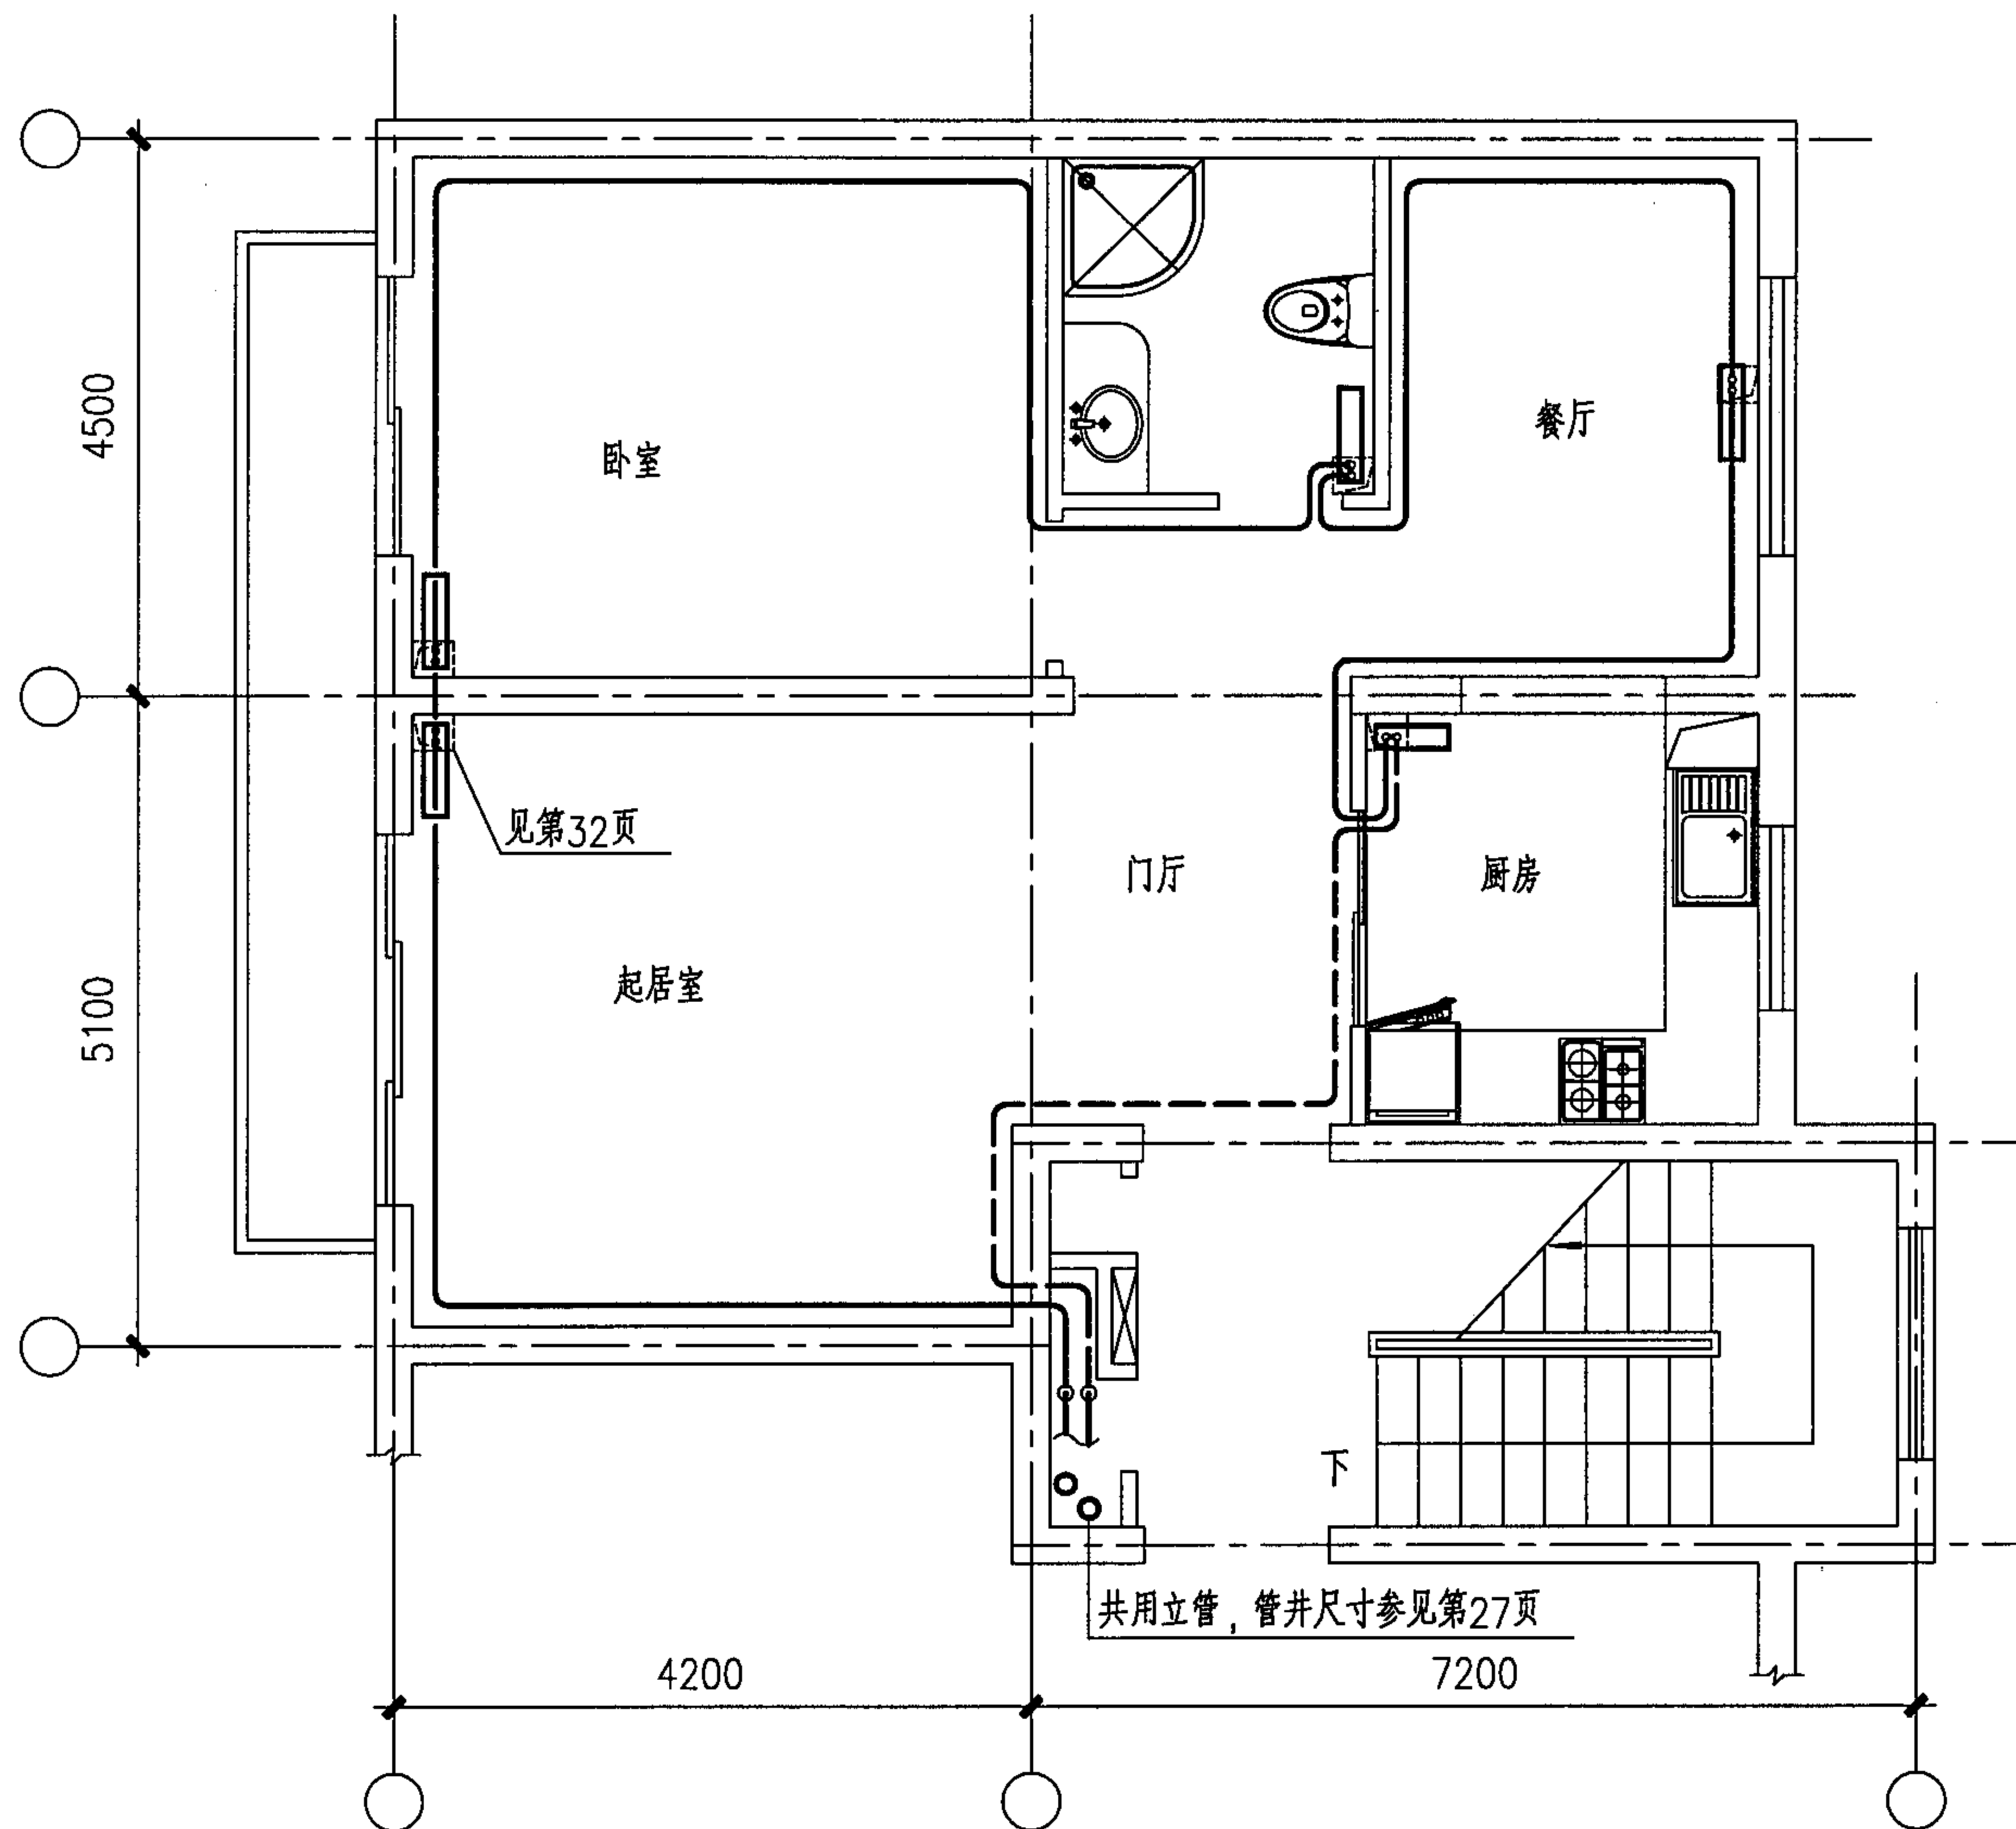 4500
卧室
餐厅
见第32页
门厅
厨房
起居室
5100
下
共用立管，管井尺寸参见第27页
4200
7200